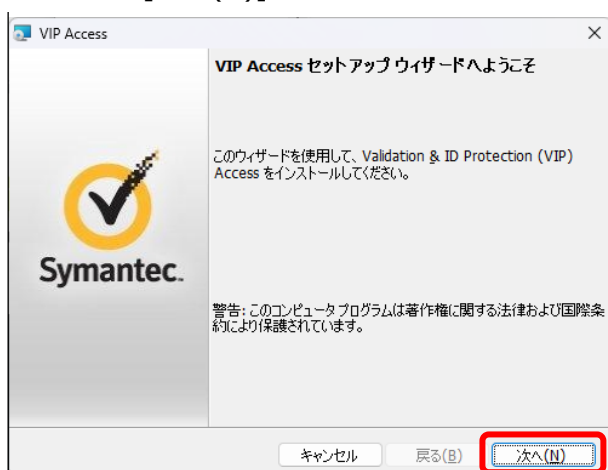 VIP Access
VIP Access セットアップ ウィザードへようこそ
このウィザードを使用して、Validation & ID Protection (VIP)
Access をインストールしてください。
Symantec.
警告: このコンピュータ プログラムは著作権に関する法律および国際条
約により保護されています。
キャンセル
戻る(B)
次へ(N)